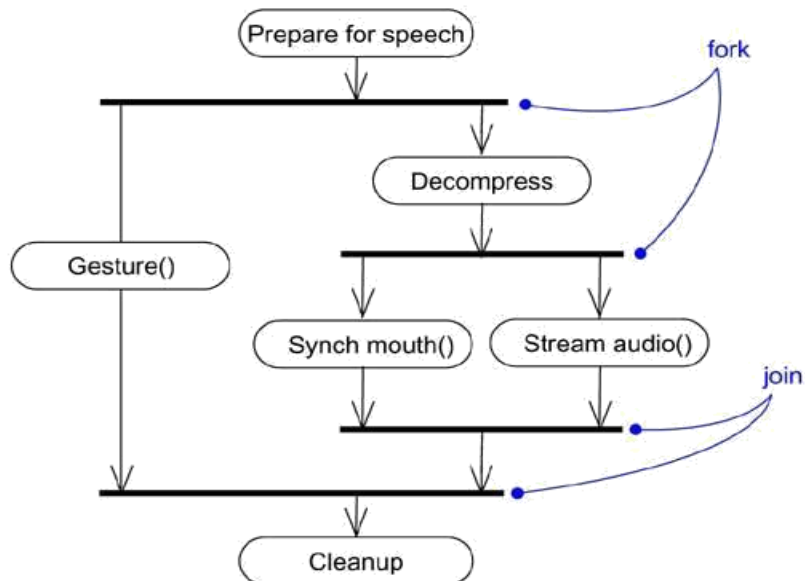 Prepare for speech
fork
Decompress
Gesture()
Synch mouth()
Stream audio()
join
Cleanup